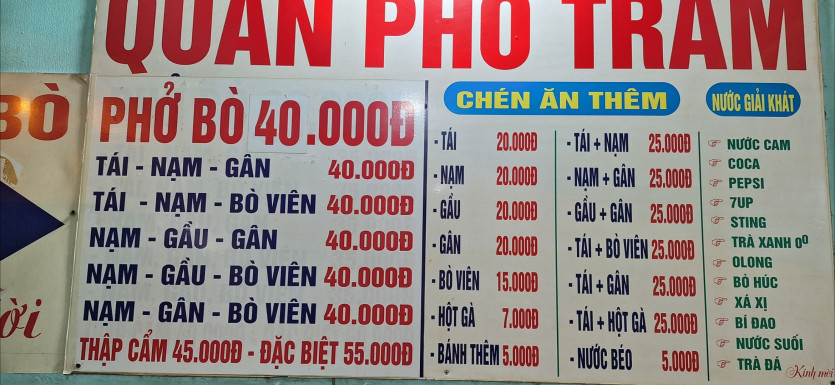 QUÁN PHỞ TRÂM
BÒ
ời
PHỞ BÒ 40.000Đ
TÁI - NẠM - GÂN 40.000Đ
TÁI - NẠM - BÒ VIÊN 40.000Đ
NẠM - GẦU - GÂN 40.000Đ
NẠM - GẦU - BÒ VIÊN 40.000Đ
NẠM - GÂN - BÒ VIÊN 40.000Đ
THẬP CẨM 45.000Đ - ĐẶC BIỆT 55.000Đ
CHÉN ĂN THÊM
- TÁI 20.000Đ
- NẠM 20.000Đ
- GẦU 20.000Đ
- GÂN 20.000Đ
- BÒ VIÊN 15.000Đ
- HỘT GÀ 7.000Đ
- BÁNH THÊM 5.000Đ
- TÁI + NẠM 25.000Đ
- NẠM + GÂN 25.000Đ
- GẦU + GÂN 25.000Đ
- TÁI + BÒ VIÊN 25.000Đ
- TÁI + GÂN 25.000Đ
- TÁI + HỘT GÀ 25.000Đ
- NƯỚC BÉO 5.000Đ
NƯỚC GIẢI KHÁT
NƯỚC CAM
COCA
PEPSI
7UP
STING
TRÀ XANH 0⁰
OLONG
BÒ HÚC
XÁ XỊ
BÍ ĐAO
NƯỚC SUỐI
TRÀ ĐÁ
Kính mời